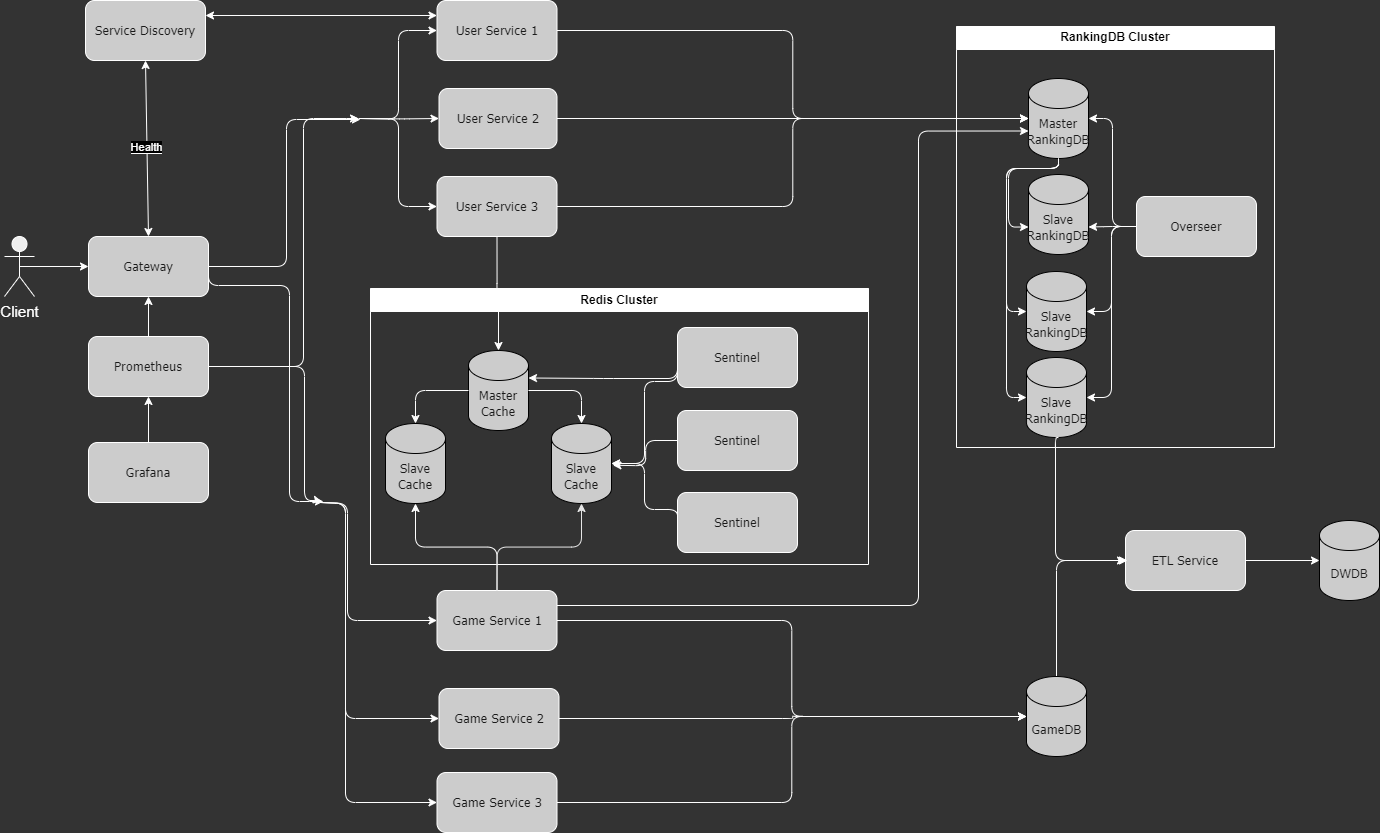 Service Discovery
User Service 1
RankingDB Cluster
User Service 2
Master
RankingDB
Health
User Service 3
Slave
RankingDB
Overseer
Gateway
Client
Redis Cluster
Slave
RankingDB
Prometheus
Sentinel
Master
Cache
Slave
RankingDB
Sentinel
Grafana
Slave
Cache
Slave
Cache
Sentinel
ETL Service
DWDB
Game Service 1
Game Service 2
GameDB
Game Service 3